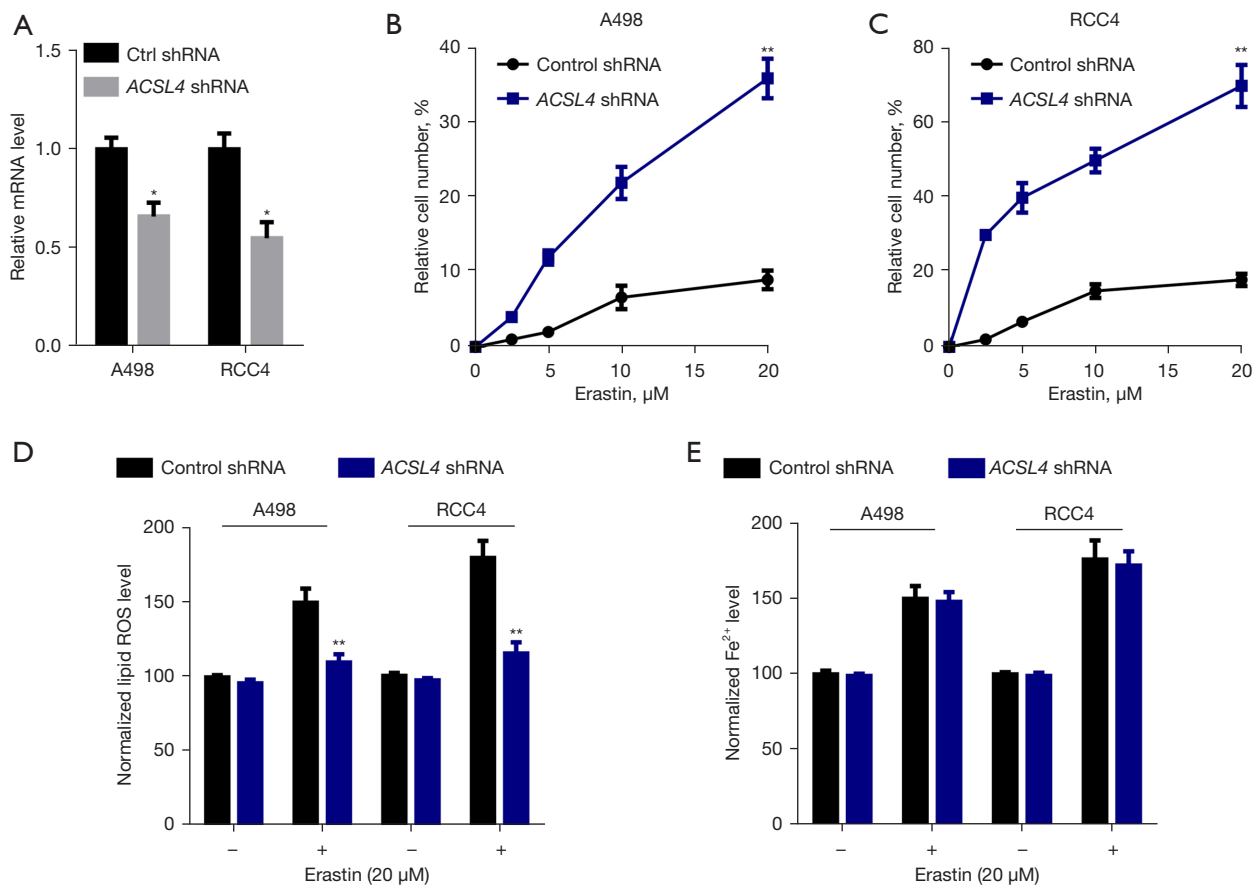 A
Ctrl shRNA
ACSL4 shRNA
Relative mRNA level
1.5
1.0
0.5
0.0
*
*
A498
RCC4
B
A498
Control shRNA
ACSL4 shRNA
Relative cell number, %
40
30
20
10
0
**
0 5 10 15 20
Erastin, μM
C
RCC4
Control shRNA
ACSL4 shRNA
Relative cell number, %
80
60
40
20
0
**
0 5 10 15 20
Erastin, μM
D
Control shRNA
ACSL4 shRNA
A498
RCC4
Normalized lipid ROS level
200
150
100
50
0
**
**
– + – +
Erastin (20 μM)
E
Control shRNA
ACSL4 shRNA
A498
RCC4
Normalized Fe²⁺ level
200
150
100
50
0
– + – +
Erastin (20 μM)